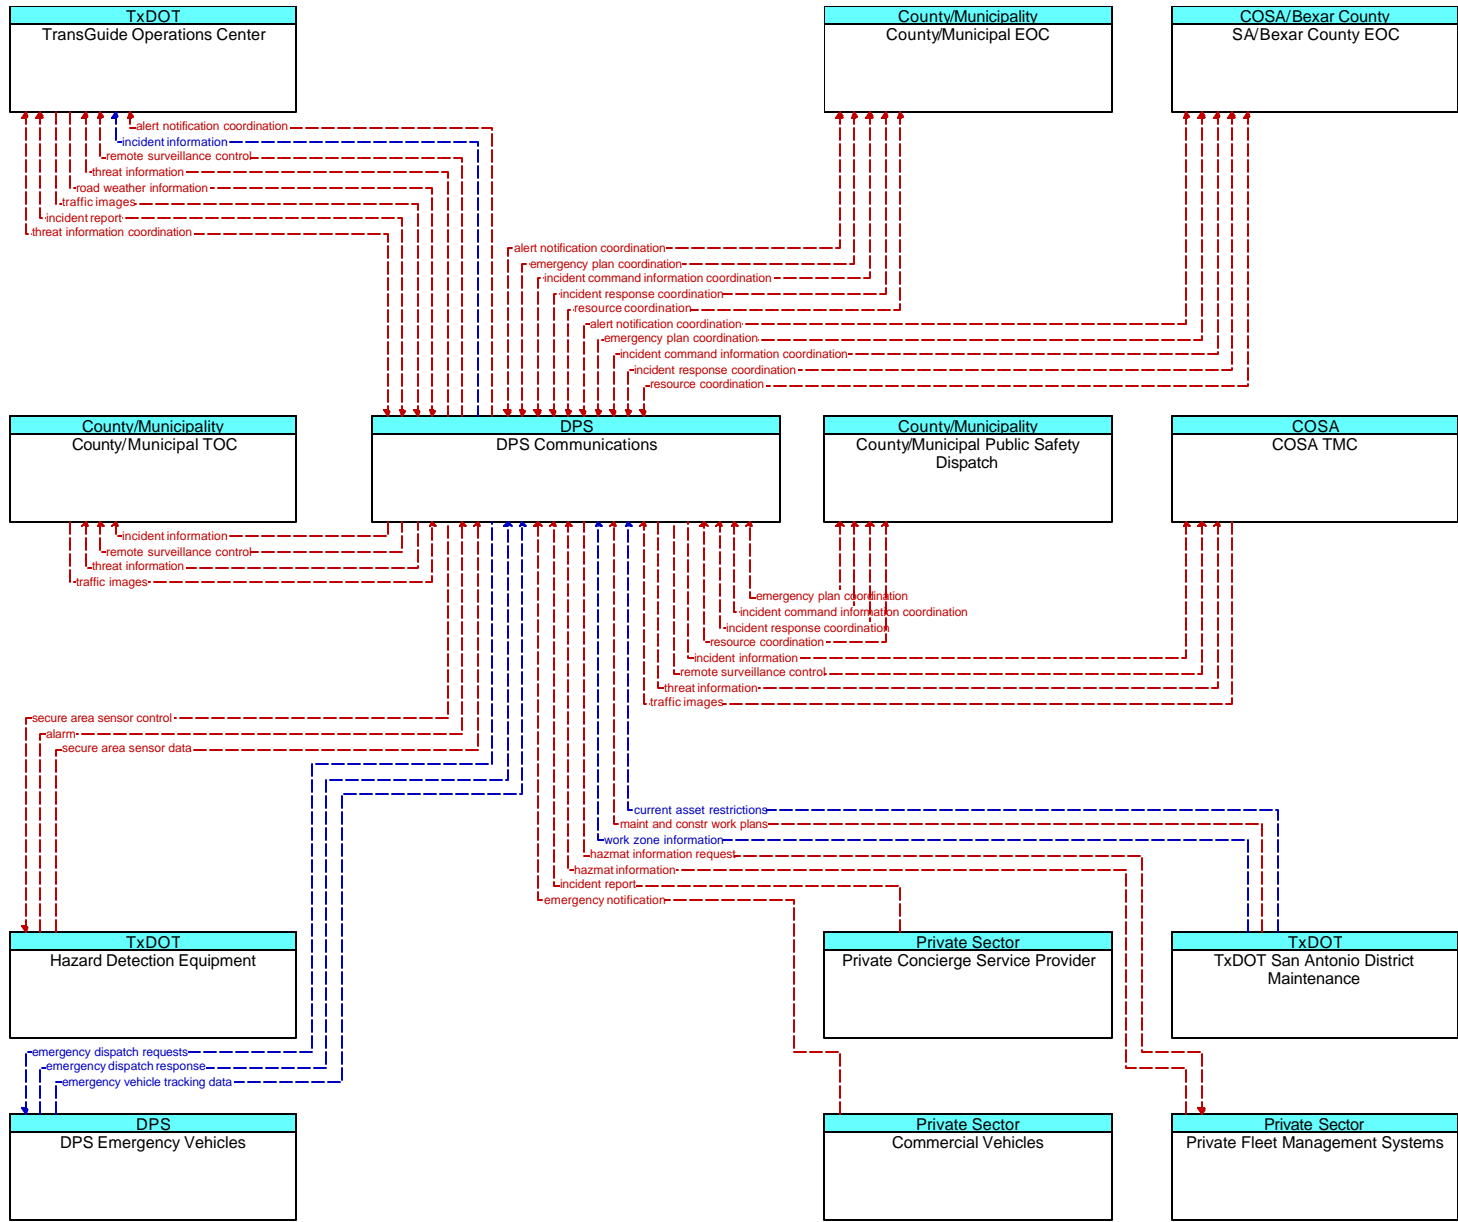 TxDOT
TransGuide Operations Center
County/Municipality
County/Municipal EOC
COSA/Bexar County
SA/Bexar County EOC
alert notification coordination
incident information
remote surveillance control
threat information
road weather information
traffic images
incident report
threat information coordination
alert notification coordination
emergency plan coordination
incident command information coordination
incident response coordination
resource coordination
alert notification coordination
emergency plan coordination
incident command information coordination
incident response coordination
resource coordination
County/Municipality
County/Municipal TOC
DPS
DPS Communications
County/Municipality
County/Municipal Public Safety
Dispatch
COSA
COSA TMC
incident information
remote surveillance control
threat information
traffic images
emergency plan coordination
incident command information coordination
incident response coordination
resource coordination
incident information
remote surveillance control
threat information
traffic images
secure area sensor control
alarm
secure area sensor data
current asset restrictions
maint and constr work plans
work zone information
hazmat information request
hazmat information
incident report
emergency notification
TxDOT
Hazard Detection Equipment
Private Sector
Private Concierge Service Provider
TxDOT
TxDOT San Antonio District
Maintenance
emergency dispatch requests
emergency dispatch response
emergency vehicle tracking data
DPS
DPS Emergency Vehicles
Private Sector
Commercial Vehicles
Private Sector
Private Fleet Management Systems